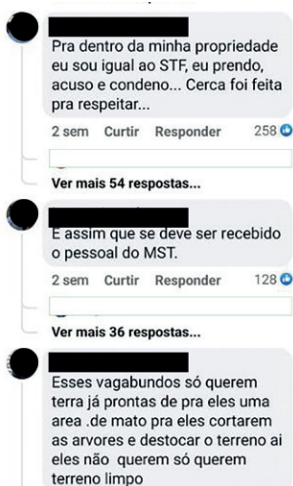 Pra dentro da minha propriedade
eu sou igual ao STF, eu prendo,
acuso e condeno... Cerca foi feita
pra respeitar...
2 sem Curtir Responder 258
Ver mais 54 respostas...
É assim que se deve ser recebido
o pessoal do MST.
2 sem Curtir Responder 128
Ver mais 36 respostas...
Esses vagabundos só querem
terra já prontas de pra eles uma
area .de mato pra eles cortarem
as arvores e destocar o terreno ai
eles não querem só querem
terreno limpo